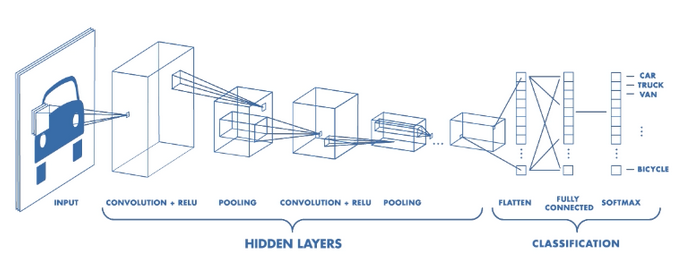 CAR
TRUCK
VAN
BICYCLE
INPUT
CONVOLUTION + RELU
POOLING
CONVOLUTION + RELU
POOLING
FLATTEN
FULLY
CONNECTED
SOFTMAX
HIDDEN LAYERS
CLASSIFICATION